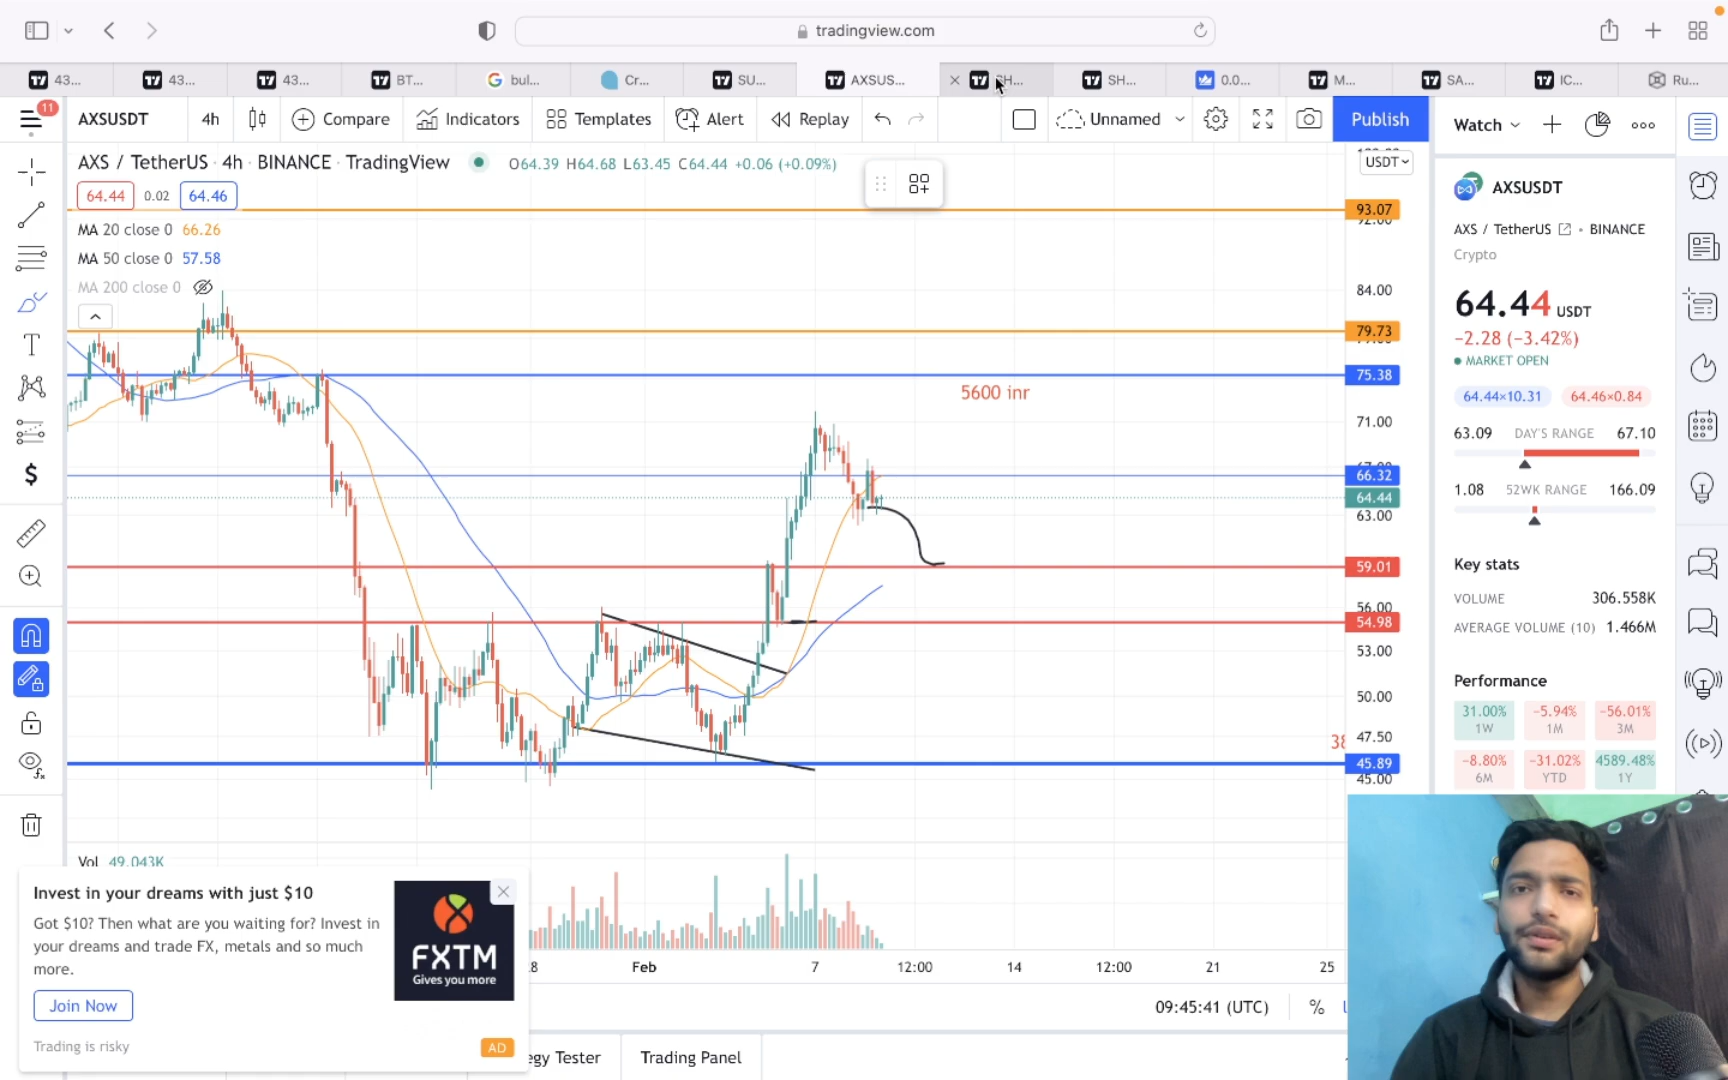 tradingview.com
43...
43...
43...
BT...
bul...
Cr...
SU...
AXSUS...
SH...
SH...
0.0...
M...
SA...
IC...
Ru...
11
AXSUSDT
4h
Compare
Indicators
Templates
Alert
Replay
Unnamed
Publish
Watch
AXS / TetherUS · 4h · BINANCE · TradingView
O64.39 H64.68 L63.45 C64.44 +0.06 (+0.09%)
USDT
64.44
0.02
64.46
MA 20 close 0 66.26
MA 50 close 0 57.58
MA 200 close 0
93.07
84.00
79.73
75.38
5600 inr
71.00
66.32
64.44
63.00
59.01
56.00
54.98
53.00
50.00
47.50
45.89
45.00
AXSUSDT
AXS / TetherUS · BINANCE
Crypto
64.44 USDT
−2.28 (−3.42%)
MARKET OPEN
64.44×10.31
64.46×0.84
63.09 DAY'S RANGE 67.10
1.08 52WK RANGE 166.09
Key stats
VOLUME 306.558K
AVERAGE VOLUME (10) 1.466M
Performance
31.00%
1W
−5.94%
1M
−56.01%
3M
−8.80%
6M
−31.02%
YTD
4589.48%
1Y
Vol 49.043K
Invest in your dreams with just $10
Got $10? Then what are you waiting for? Invest in
your dreams and trade FX, metals and so much
more.
Join Now
Trading is risky
AD
FXTM
Gives you more
Feb
7
12:00
14
12:00
21
25
09:45:41 (UTC)
%
Tester
Trading Panel